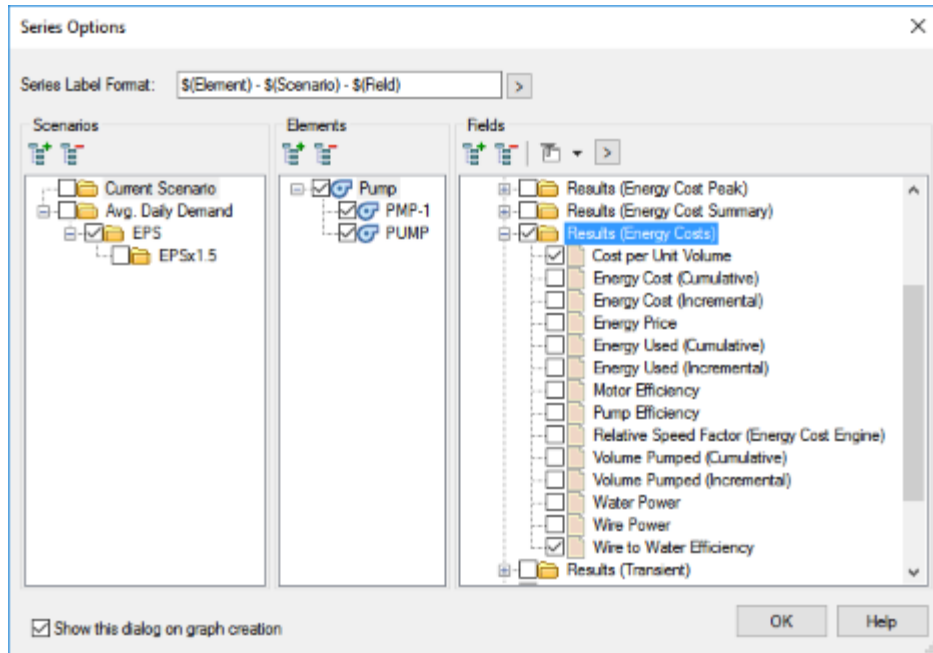 Series Options
Series Label Format: $(Element) - $(Scenario) - $(Field) >
Scenarios
Current Scenario
Avg. Daily Demand
EPS
EPSx1.5
Elements
Pump
PMP-1
PUMP
Fields
>
Results (Energy Cost Peak)
Results (Energy Cost Summary)
Results (Energy Costs)
Cost per Unit Volume
Energy Cost (Cumulative)
Energy Cost (Incremental)
Energy Price
Energy Used (Cumulative)
Energy Used (Incremental)
Motor Efficiency
Pump Efficiency
Relative Speed Factor (Energy Cost Engine)
Volume Pumped (Cumulative)
Volume Pumped (Incremental)
Water Power
Wire Power
Wire to Water Efficiency
Results (Transient)
Show this dialog on graph creation
OK Help